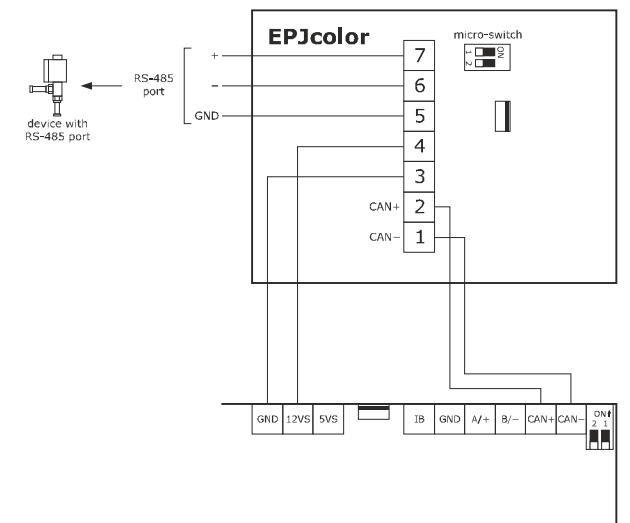 EPJcolor
micro-switch
ON
1 2
+ 7
RS-485
port
− 6
GND 5
device with
RS-485 port
4
3
CAN+ 2
CAN− 1
GND 12VS 5VS IB GND A/+ B/− CAN+ CAN−
ON
2 1